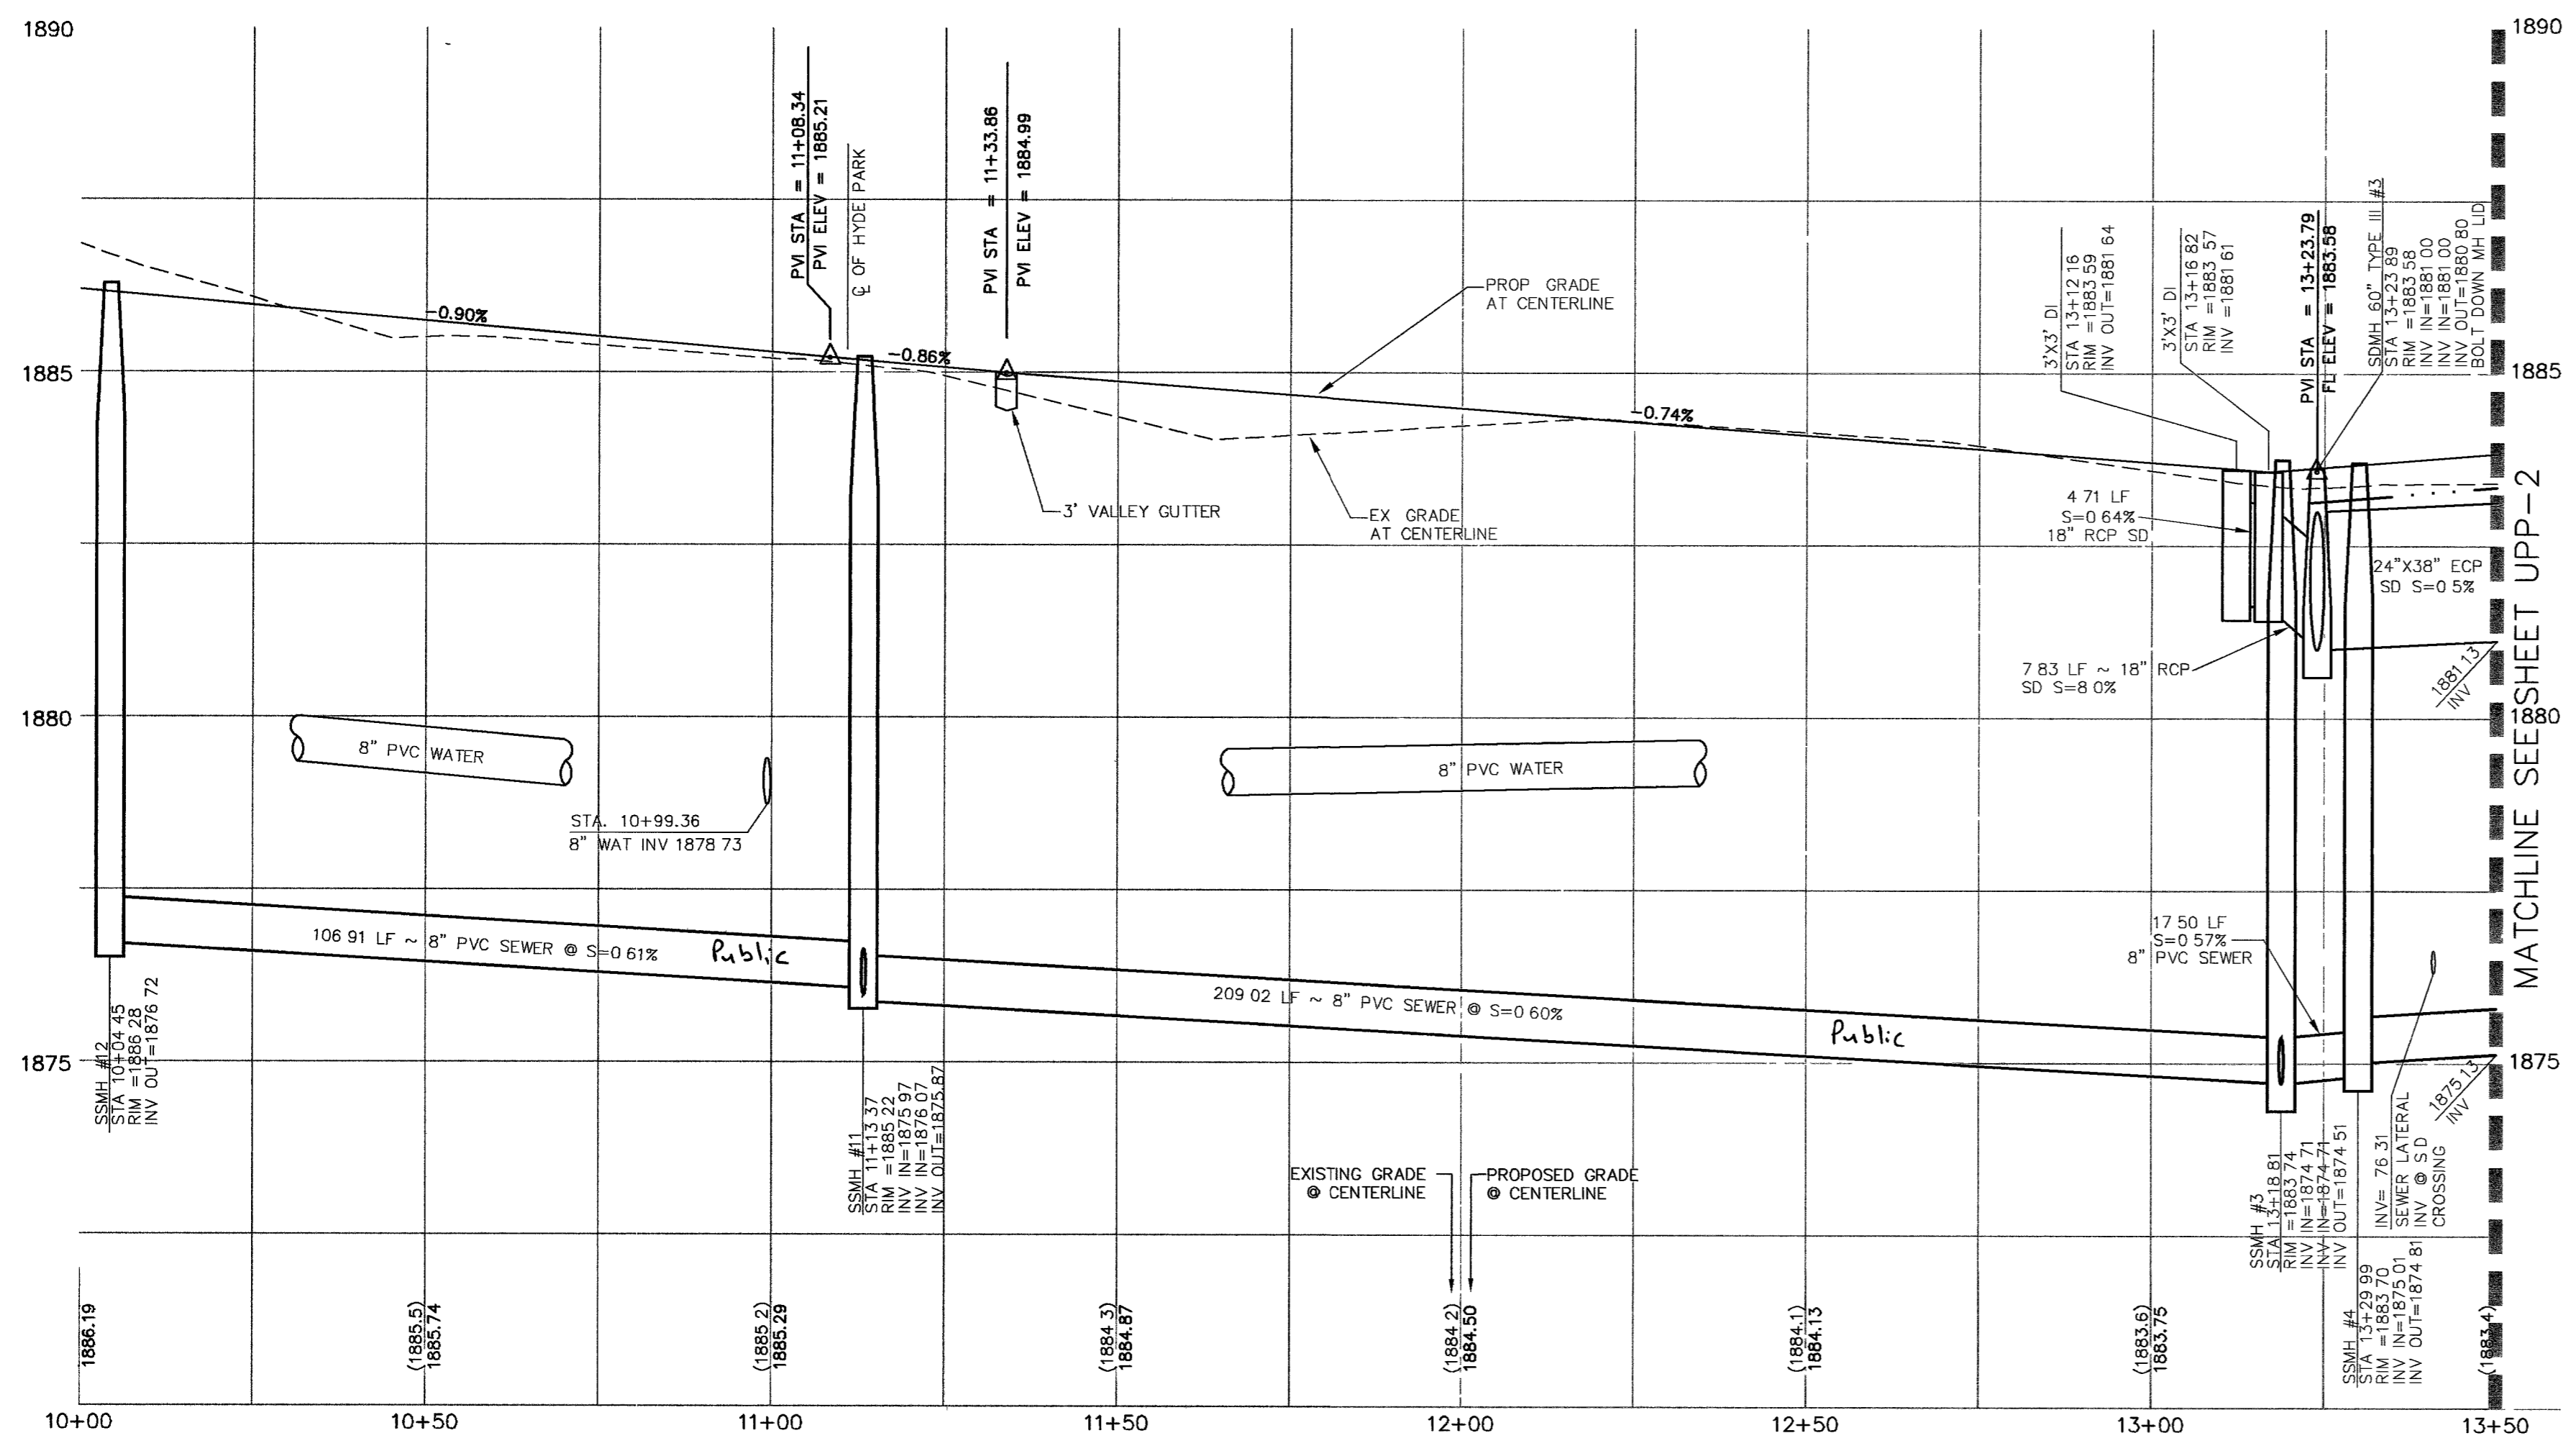 1890
1890
PVI STA = 11+08.34
PVI ELEV = 1885.21
℄ OF HYDE PARK
PVI STA = 11+33.86
PVI ELEV = 1884.99
3'X3' DI
STA 13+12 16
RIM =1883 59
INV OUT=1881 64
3'X3' DI
STA 13+16 82
RIM =1883 57
INV =1881 61
PVI STA = 13+23.79
FL ELEV = 1883.58
SDMH 60" TYPE III #3
STA 13+23 89
RIM =1883 58
INV IN=1881 00
INV IN=1881 00
INV OUT=1880 80
BOLT DOWN MH LID
-0.90%
-0.86%
PROP GRADE
AT CENTERLINE
-0.74%
1885
1885
3' VALLEY GUTTER
EX GRADE
AT CENTERLINE
4 71 LF
S=0 64%
18" RCP SD
24"X38" ECP
SD S=0 5%
7 83 LF ~ 18" RCP
SD S=8 0%
1881 13
INV
MATCHLINE SEE SHEET UPP-2
1880
1880
8" PVC WATER
8" PVC WATER
STA. 10+99.36
8" WAT INV 1878 73
106 91 LF ~ 8" PVC SEWER @ S=0 61%
Public
209 02 LF ~ 8" PVC SEWER @ S=0 60%
Public
17 50 LF
S=0 57%
8" PVC SEWER
1875
1875
SSMH #12
STA 10+04 45
RIM =1886 28
INV OUT=1876 72
SSMH #11
STA 11+13 37
RIM =1885 22
INV IN=1875 97
INV IN=1876 07
INV OUT=1875.87
EXISTING GRADE
@ CENTERLINE
PROPOSED GRADE
@ CENTERLINE
SSMH #3
STA 13+18 81
RIM =1883 74
INV IN=1874 71
INV IN=1874 71
INV OUT=1874 51
SSMH #4
STA 13+29 99
RIM =1883 70
INV IN=1875 01
INV OUT=1874 81
INV= 76 31
SEWER LATERAL
INV @ S D
CROSSING
1875 13
INV
1886.19
(1885.5)
1885.74
(1885 2)
1885.29
(1884 3)
1884.87
(1884 2)
1884.50
(1884.1)
1884.13
(1883.6)
1883.75
(1883.4)
10+00
10+50
11+00
11+50
12+00
12+50
13+00
13+50